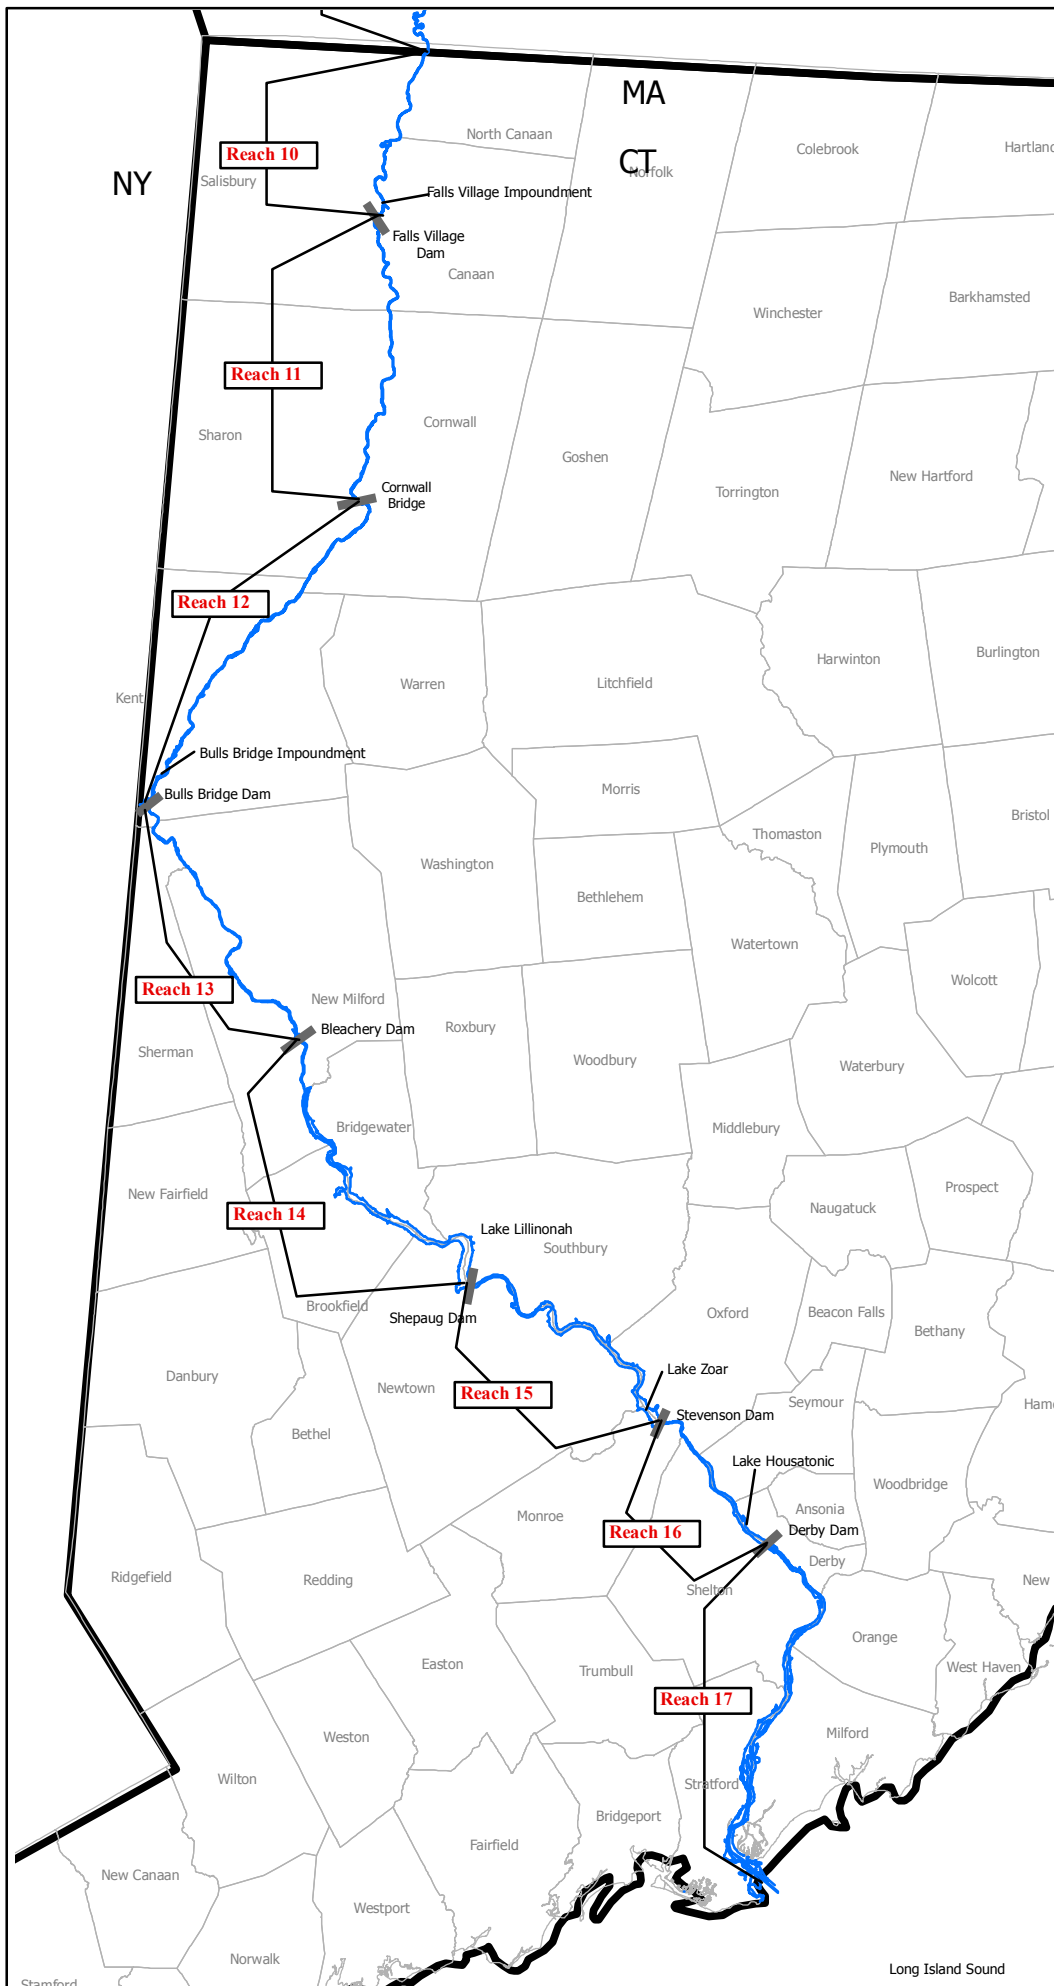 MA
North Canaan
Colebrook
Hartland
Reach 10
CT
Norfolk
NY
Salisbury
Falls Village Impoundment
Falls Village
Dam
Canaan
Barkhamsted
Winchester
Reach 11
Cornwall
Sharon
Goshen
New Hartford
Cornwall
Bridge
Torrington
Reach 12
Burlington
Harwinton
Warren
Litchfield
Kent
Bulls Bridge Impoundment
Morris
Bulls Bridge Dam
Bristol
Thomaston
Plymouth
Washington
Bethlehem
Watertown
Wolcott
Reach 13
New Milford
Bleachery Dam
Roxbury
Sherman
Woodbury
Waterbury
Bridgewater
Middlebury
Prospect
New Fairfield
Naugatuck
Reach 14
Lake Lillinonah
Southbury
Brookfield
Shepaug Dam
Oxford
Beacon Falls
Bethany
Danbury
Lake Zoar
Newtown
Reach 15
Seymour
Ham
Stevenson Dam
Bethel
Lake Housatonic
Woodbridge
Ansonia
Monroe
Reach 16
Derby Dam
Derby
Ridgefield
Redding
New
Shelton
Orange
Easton
Trumbull
West Haven
Reach 17
Weston
Milford
Wilton
Stratford
Bridgeport
Fairfield
New Canaan
Westport
Norwalk
Long Island Sound
Stamford